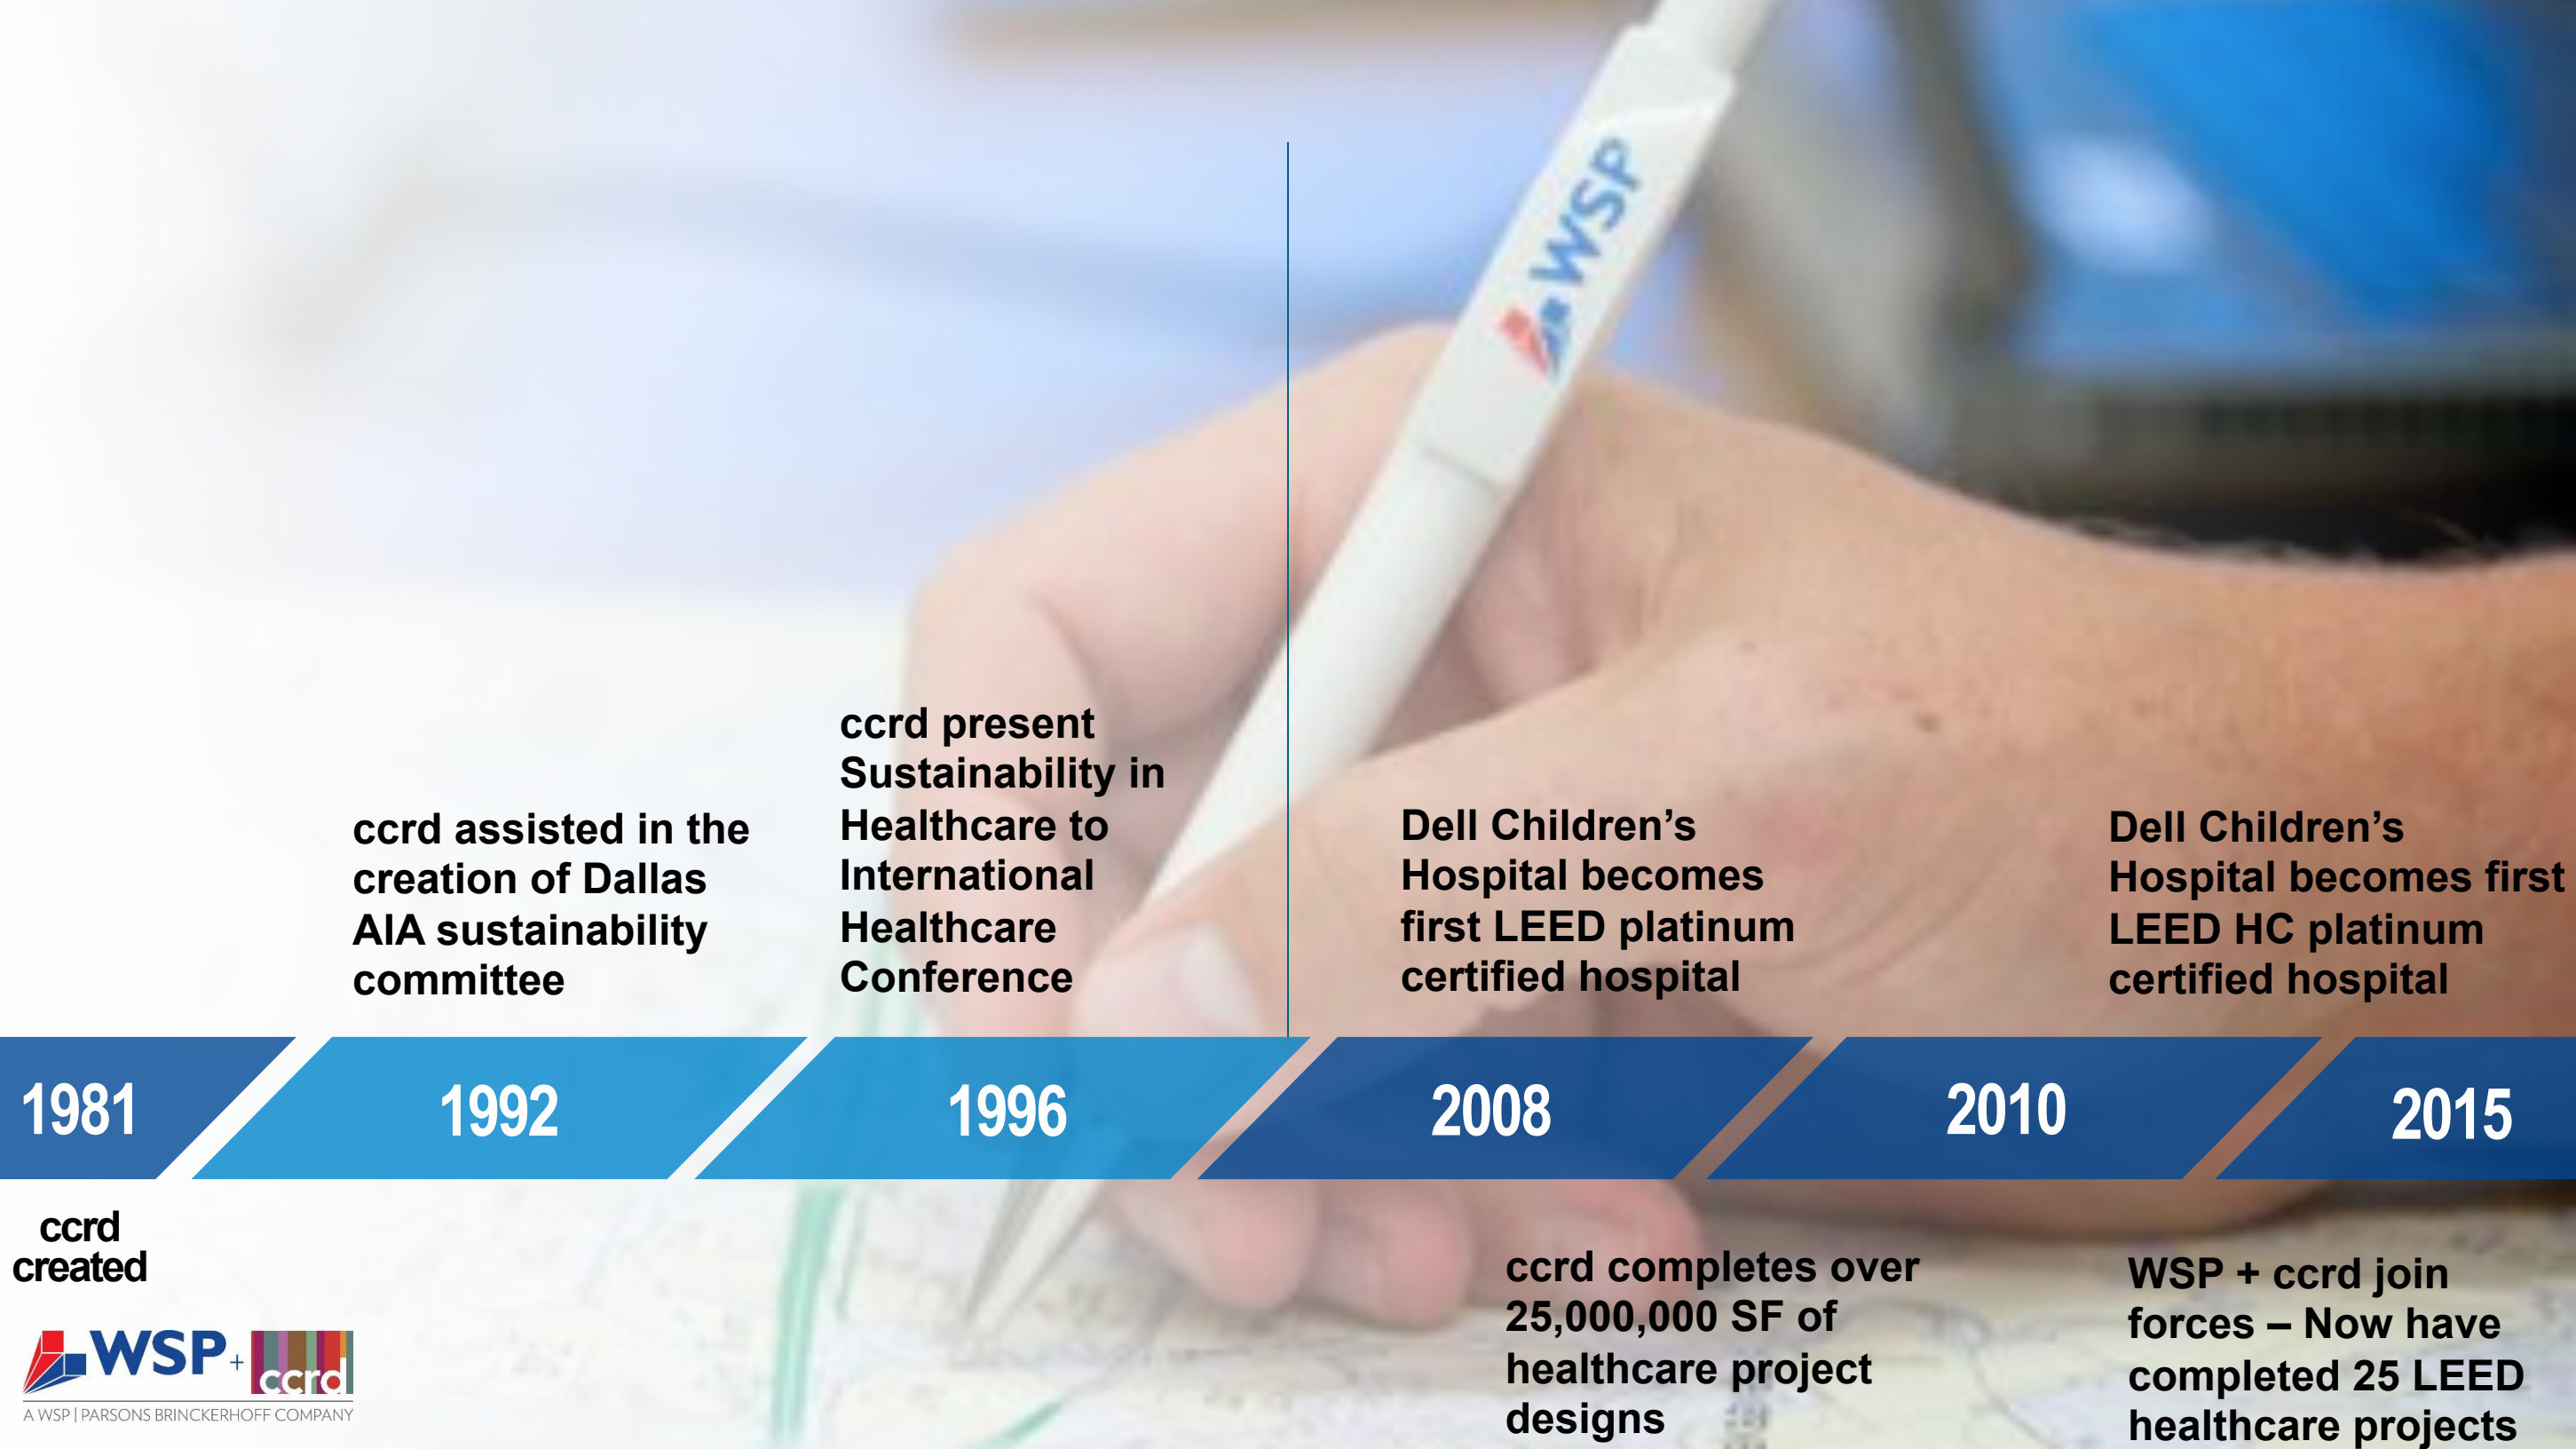 WSP
ccrd present
Sustainability in
Healthcare to
International
Healthcare
Conference
ccrd assisted in the
creation of Dallas
AIA sustainability
committee
Dell Children’s
Hospital becomes
first LEED platinum
certified hospital
Dell Children’s
Hospital becomes first
LEED HC platinum
certified hospital
1981
1992
1996
2008
2010
2015
ccrd
created
ccrd completes over
25,000,000 SF of
healthcare project
designs
WSP + ccrd join
forces – Now have
completed 25 LEED
healthcare projects
WSP + ccrd
A WSP | PARSONS BRINCKERHOFF COMPANY